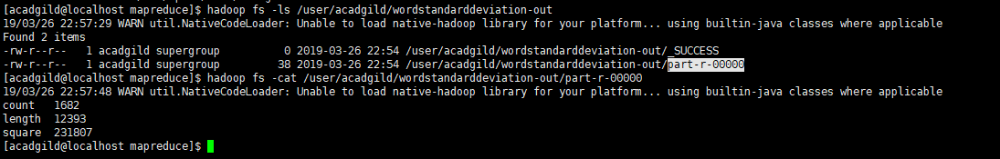 [acadgild@localhost mapreduce]$ hadoop fs -ls /user/acadgild/wordstandarddeviation-out
19/03/26 22:57:29 WARN util.NativeCodeLoader: Unable to load native-hadoop library for your platform... using builtin-java classes where applicable
Found 2 items
-rw-r--r--   1 acadgild supergroup          0 2019-03-26 22:54 /user/acadgild/wordstandarddeviation-out/_SUCCESS
-rw-r--r--   1 acadgild supergroup         38 2019-03-26 22:54 /user/acadgild/wordstandarddeviation-out/part-r-00000
[acadgild@localhost mapreduce]$ hadoop fs -cat /user/acadgild/wordstandarddeviation-out/part-r-00000
19/03/26 22:57:48 WARN util.NativeCodeLoader: Unable to load native-hadoop library for your platform... using builtin-java classes where applicable
count   1682
length  12393
square  231807
[acadgild@localhost mapreduce]$